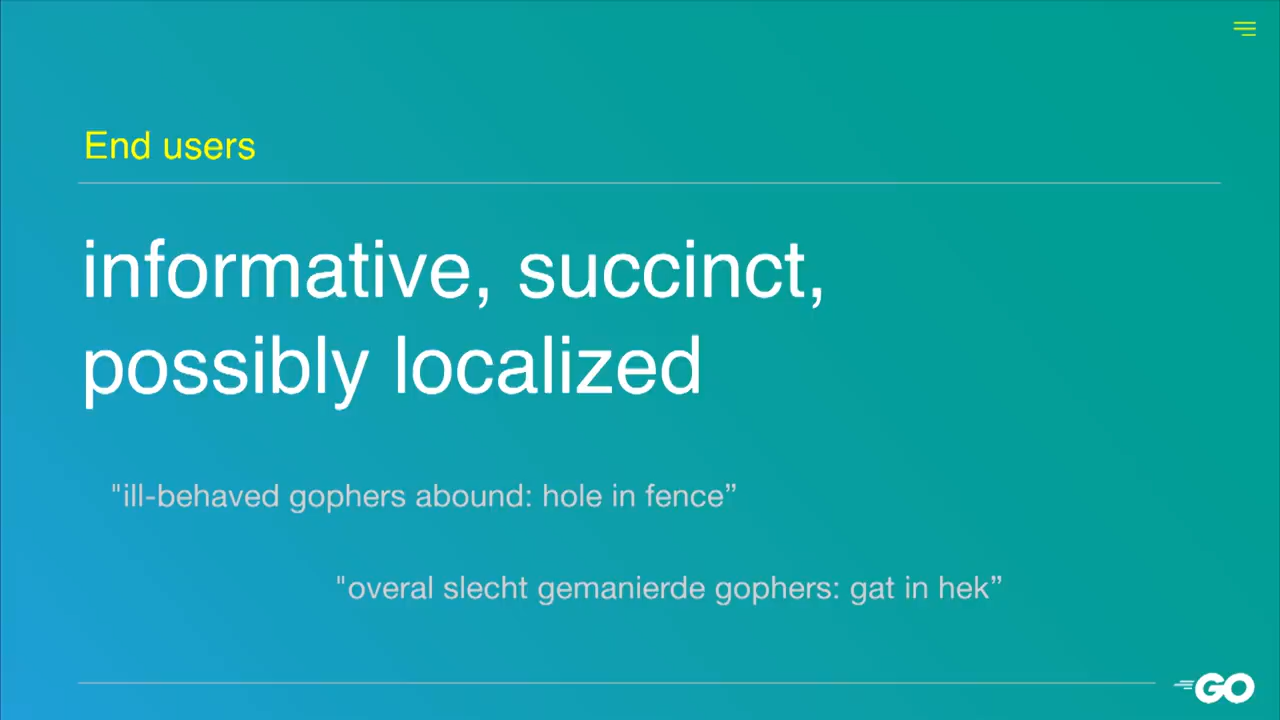 End users
informative, succinct,
possibly localized
"ill-behaved gophers abound: hole in fence”
"overal slecht gemanierde gophers: gat in hek”
GO